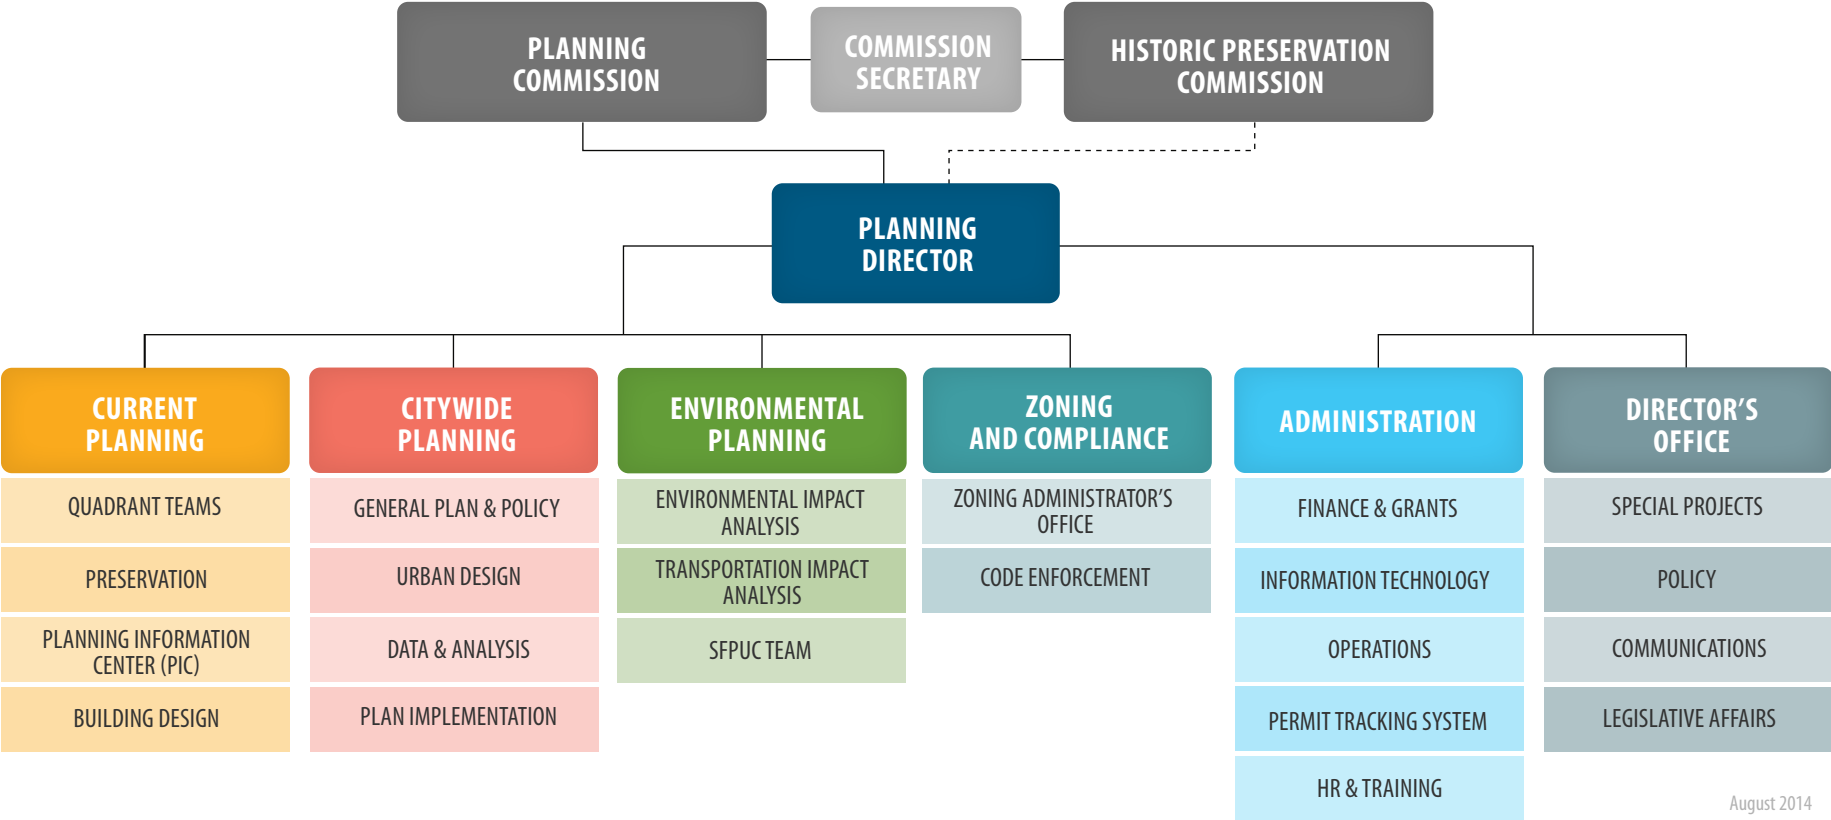 PLANNING
COMMISSION
COMMISSION
SECRETARY
HISTORIC PRESERVATION
COMMISSION
PLANNING
DIRECTOR
CURRENT
PLANNING
QUADRANT TEAMS
PRESERVATION
PLANNING INFORMATION
CENTER (PIC)
BUILDING DESIGN
CITYWIDE
PLANNING
GENERAL PLAN & POLICY
URBAN DESIGN
DATA & ANALYSIS
PLAN IMPLEMENTATION
ENVIRONMENTAL
PLANNING
ENVIRONMENTAL IMPACT
ANALYSIS
TRANSPORTATION IMPACT
ANALYSIS
SFPUC TEAM
ZONING
AND COMPLIANCE
ZONING ADMINISTRATOR'S
OFFICE
CODE ENFORCEMENT
ADMINISTRATION
FINANCE & GRANTS
INFORMATION TECHNOLOGY
OPERATIONS
PERMIT TRACKING SYSTEM
HR & TRAINING
DIRECTOR'S
OFFICE
SPECIAL PROJECTS
POLICY
COMMUNICATIONS
LEGISLATIVE AFFAIRS
August 2014